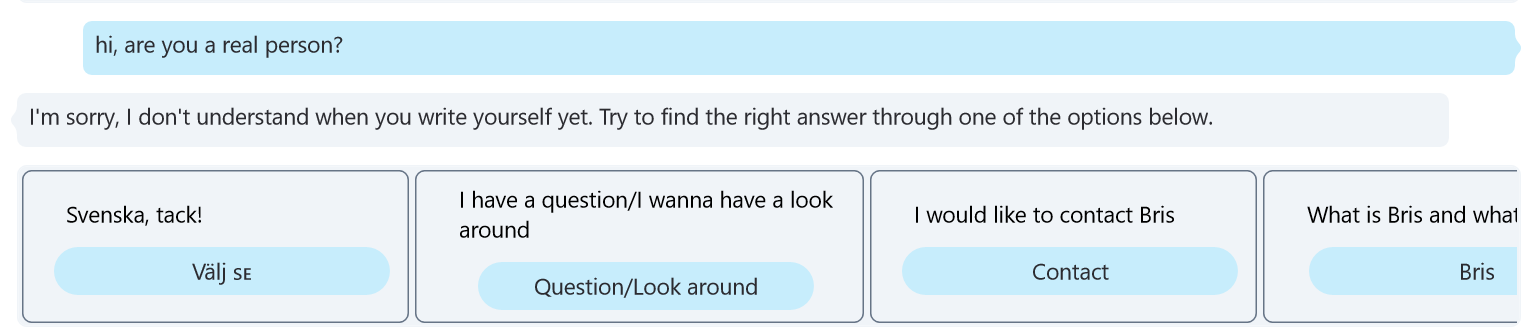 hi, are you a real person?
I'm sorry, I don't understand when you write yourself yet. Try to find the right answer through one of the options below.
Svenska, tack!
Välj SE
I have a question/I wanna have a look
around
Question/Look around
I would like to contact Bris
Contact
What is Bris and what
Bris